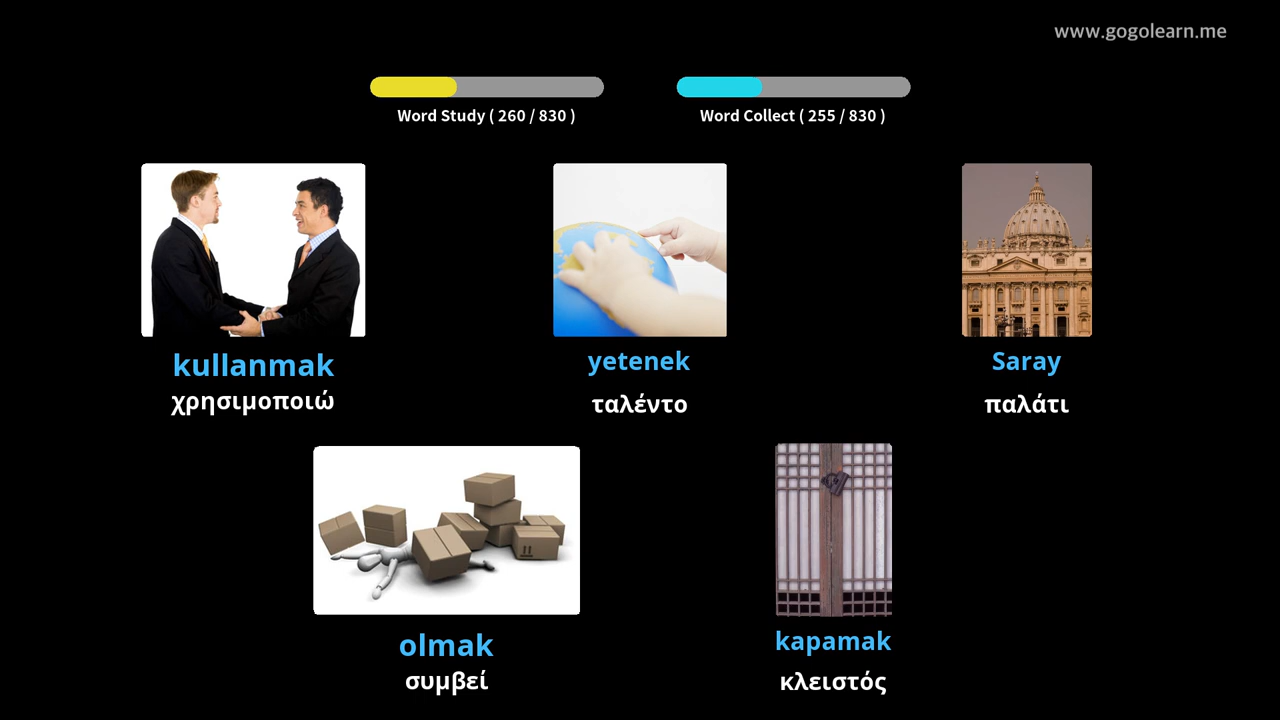 www.gogolearn.me
Word Study ( 260 / 830 )
Word Collect ( 255 / 830 )
kullanmak
χρησιμοποιώ
yetenek
ταλέντο
Saray
παλάτι
olmak
συμβεί
kapamak
κλειστός